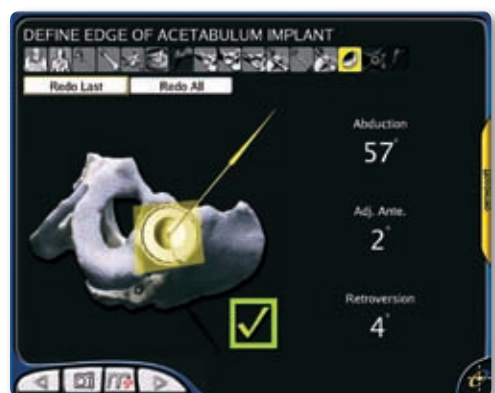 DEFINE EDGE OF ACETABULUM IMPLANT
Redo Last
Redo All
Abduction
57°
Adj. Ante.
2°
Retroversion
4°